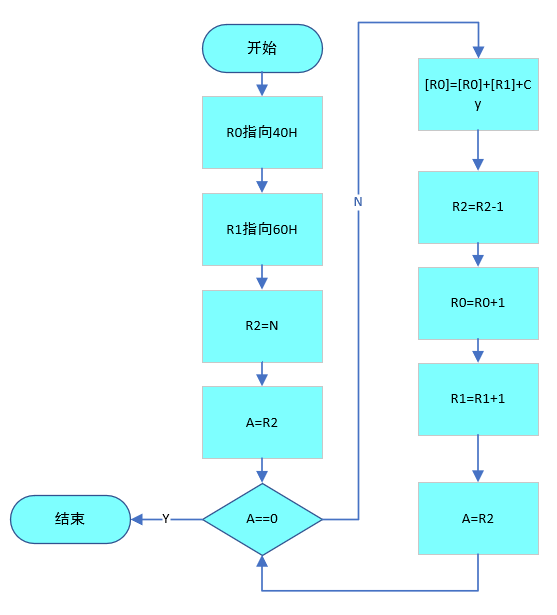 开始
R0指向40H
R1指向60H
R2=N
A=R2
A==0
Y
结束
N
[R0]=[R0]+[R1]+C
y
R2=R2-1
R0=R0+1
R1=R1+1
A=R2